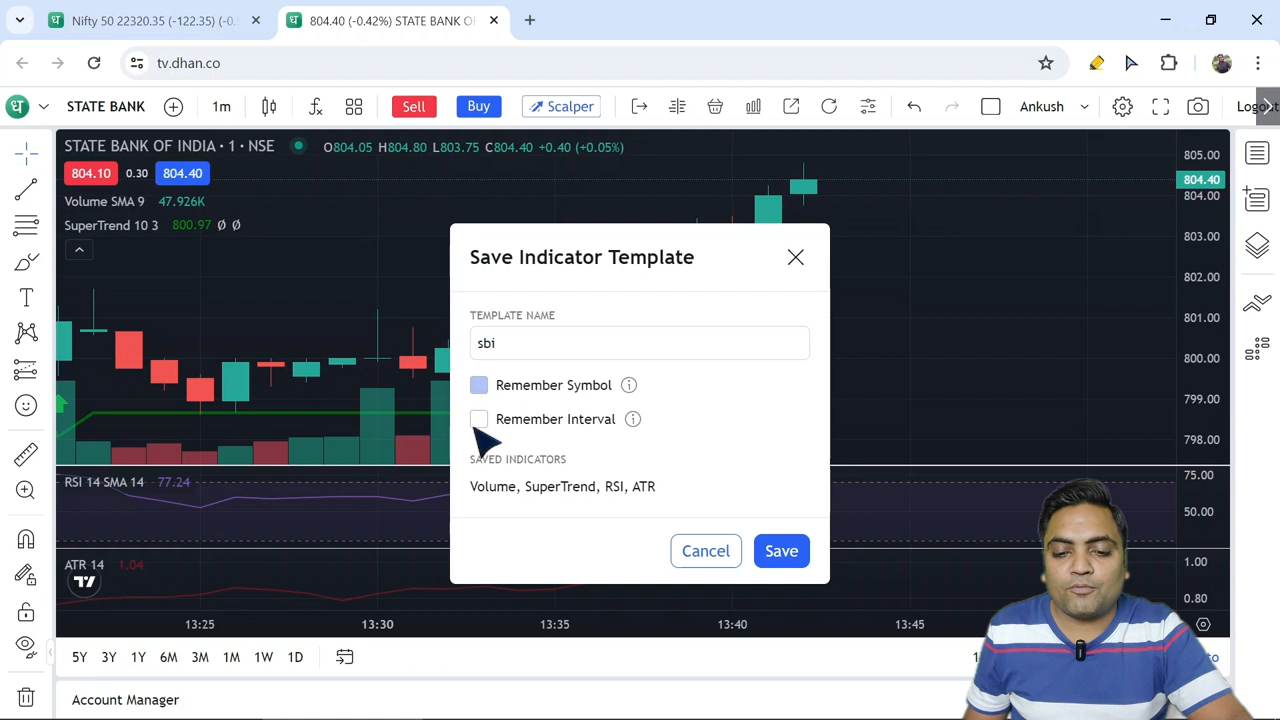 Nifty 50 22320.35 (-122.35) (-0.
804.40 (-0.42%) STATE BANK OF
tv.dhan.co
ध
STATE BANK
1m
Sell
Buy
Scalper
Ankush
Logo
STATE BANK OF INDIA · 1 · NSE
O804.05 H804.80 L803.75 C804.40 +0.40 (+0.05%)
804.10 0.30 804.40
Volume SMA 9 47.926K
SuperTrend 10 3 800.97 Ø Ø
805.00
804.40
804.00
803.00
802.00
801.00
800.00
799.00
798.00
Save Indicator Template
TEMPLATE NAME
sbi
Remember Symbol
Remember Interval
SAVED INDICATORS
Volume, SuperTrend, RSI, ATR
Cancel
Save
RSI 14 SMA 14 77.24
75.00
50.00
ATR 14 1.04
1.00
0.80
13:25 13:30 13:35 13:40 13:45
5Y 3Y 1Y 6M 3M 1M 1W 1D
Account Manager